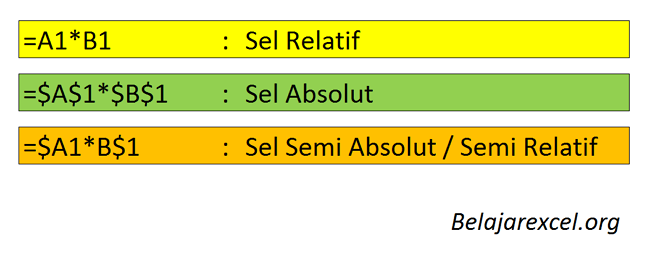 =A1*B1 : Sel Relatif
=$A$1*$B$1 : Sel Absolut
=$A1*B$1 : Sel Semi Absolut / Semi Relatif
Belajarexcel.org